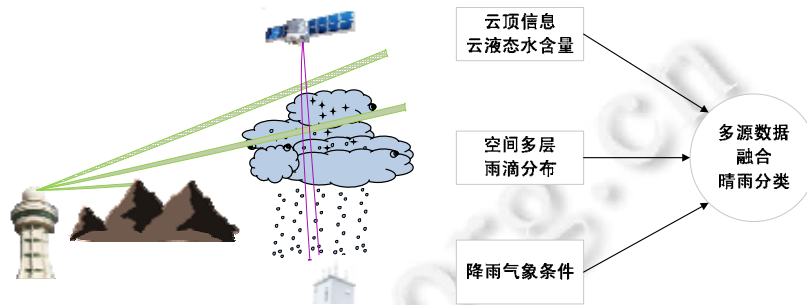 云顶信息
云液态水含量
空间多层
雨滴分布
降雨气象条件
多源数据
融合
晴雨分类